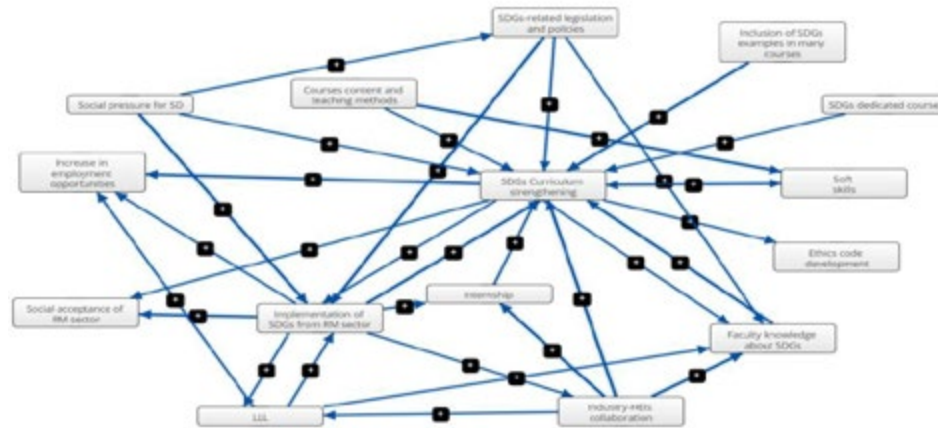 SDGs-related legislation
and policies
Inclusion of SDGs
examples in many
courses
Courses content and
teaching methods
Social pressure for SD
SDGs dedicated course
Increase in
employment
opportunities
SDGs Curriculum
strengthening
Soft
skills
Ethics code
development
Internship
Social acceptance of
RM sector
Implementation of
SDGs from RM sector
Faculty knowledge
about SDGs
LLL
Industry-HEIs
collaboration